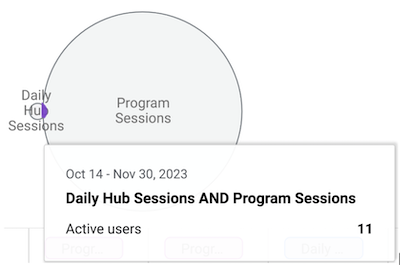 Daily
Hub
Sessions
Program
Sessions
Oct 14 - Nov 30, 2023
Daily Hub Sessions AND Program Sessions
Active users 11
Progr...
Progr...
Daily ...